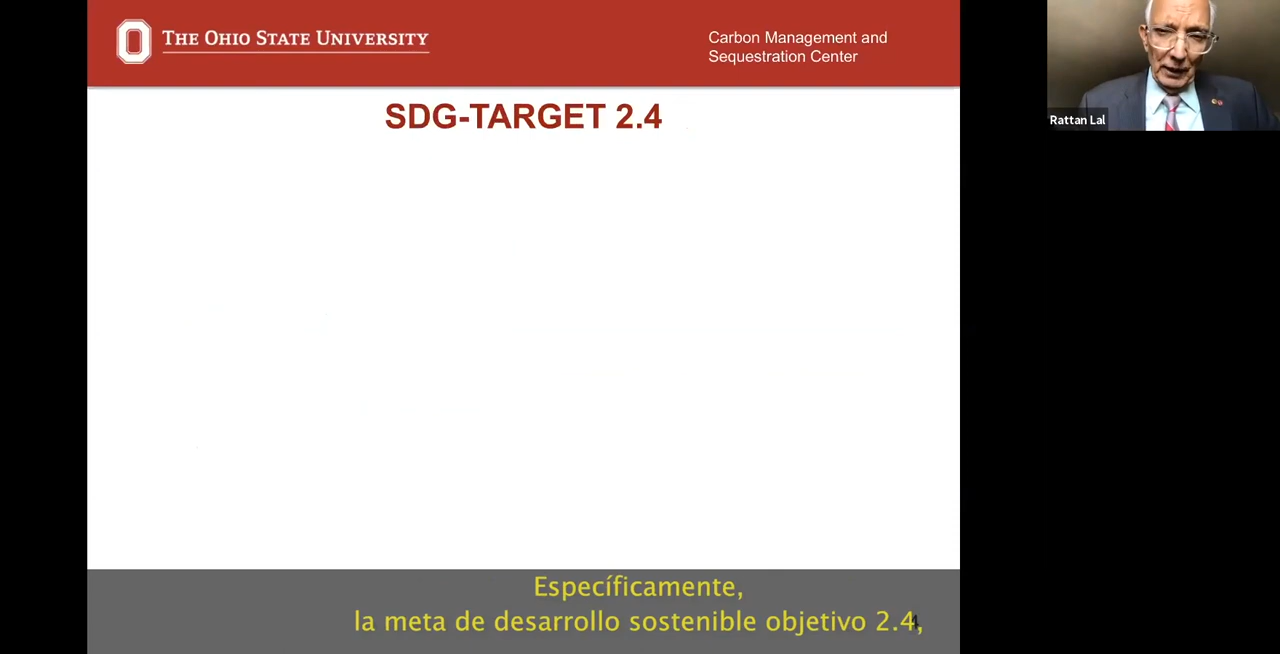 THE OHIO STATE UNIVERSITY
Carbon Management and
Sequestration Center
SDG-TARGET 2.4
Rattan Lal
Específicamente,
la meta de desarrollo sostenible objetivo 2.4,